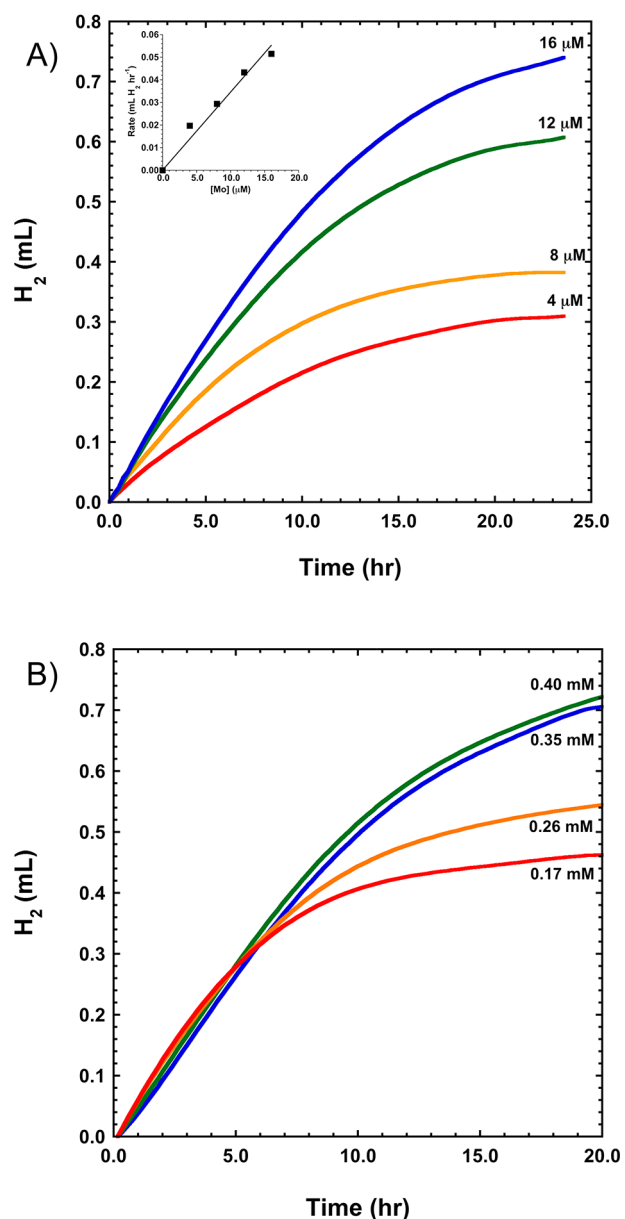 A)
0.8
0.7
0.6
0.5
0.4
0.3
0.2
0.1
0.0
H2 (mL)
0.06
0.05
0.04
0.03
0.02
0.01
0.00
Rate (mL H2 hr-1)
0.0 5.0 10.0 15.0 20.0
[Mo] (μM)
16 μM
12 μM
8 μM
4 μM
0.0 5.0 10.0 15.0 20.0 25.0
Time (hr)
B)
0.8
0.7
0.6
0.5
0.4
0.3
0.2
0.1
0.0
H2 (mL)
0.40 mM
0.35 mM
0.26 mM
0.17 mM
0.0 5.0 10.0 15.0 20.0
Time (hr)